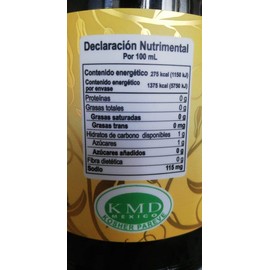 Declaración Nutrimental
Por 100 mL
Contenido energético 275 kcal (1150 kJ)
Contenido energético por envase 1375 kcal (5750 kJ)
Proteínas 0 g
Grasas totales 0 g
Grasas saturadas 0 g
Grasas trans 0 mg
Hidratos de carbono disponibles 1 g
Azúcares 1 g
Azúcares añadidos 0 g
Fibra dietética 0 g
Sodio 115 mg
KMD
MÉXICO
KOSHER PAREVE